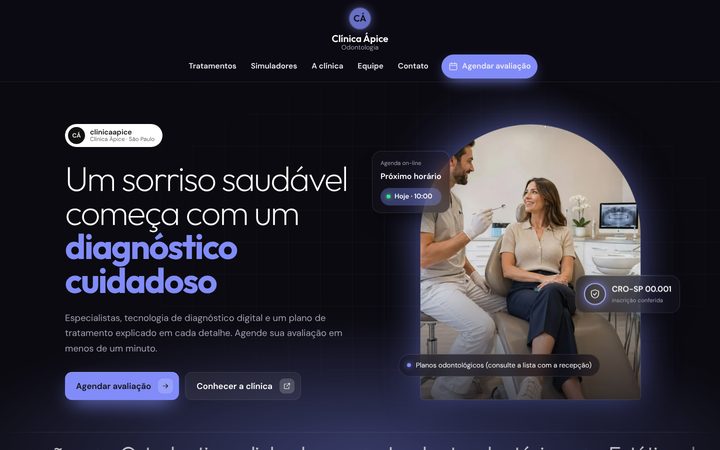 CÁ
Clínica Ápice
Odontologia
Tratamentos Simuladores A clínica Equipe Contato Agendar avaliação
CÁ clinicaapice
Clínica Ápice · São Paulo
Um sorriso saudável
começa com um
diagnóstico
cuidadoso
Especialistas, tecnologia de diagnóstico digital e um plano de
tratamento explicado em cada detalhe. Agende sua avaliação em
menos de um minuto.
Agendar avaliação
Conhecer a clínica
Agenda on-line
Próximo horário
Hoje · 10:00
CRO-SP 00.001
inscrição conferida
Planos odontológicos (consulte a lista com a recepção)